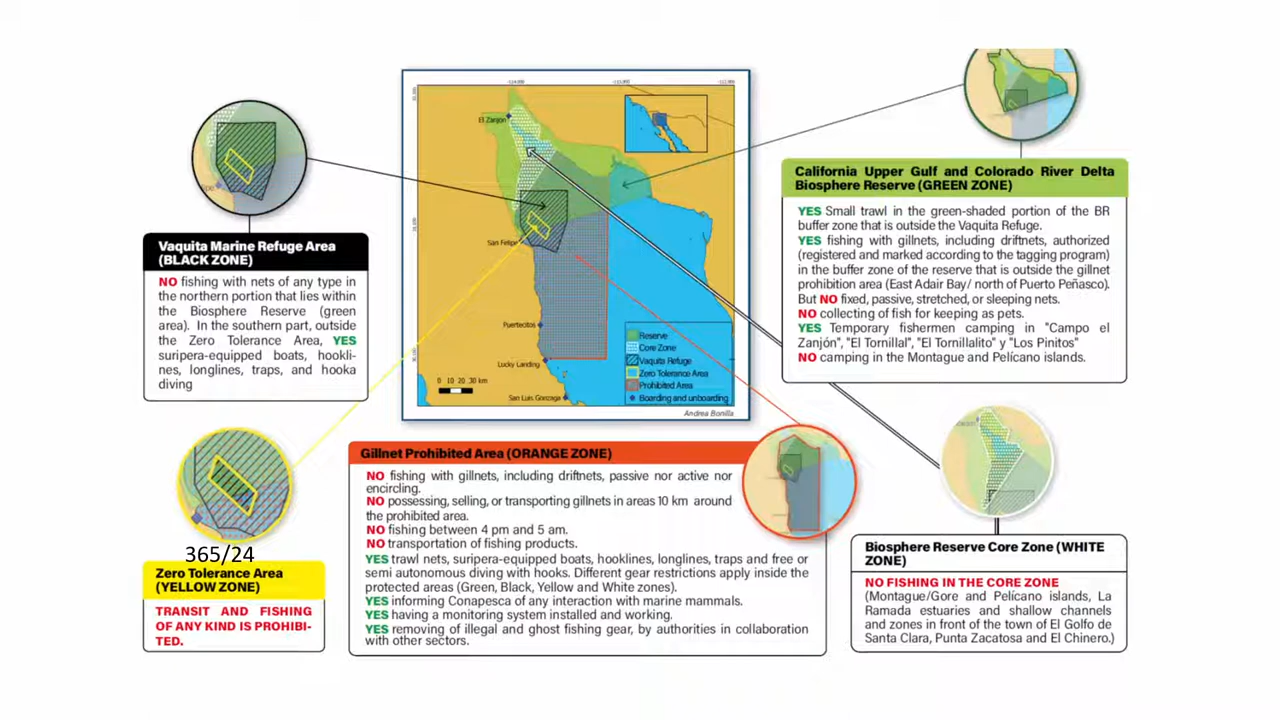 -114.000
-113.000
El Zanjón
San Felipe
Puertecitos
Lucky Landing
San Luis Gonzaga
0 10 20 30 km
Reserve
Core Zone
Vaquita Refuge
Zero Tolerance Area
Prohibited Area
Boarding and unboarding
Andrea Bonilla
Vaquita Marine Refuge Area
(BLACK ZONE)
NO fishing with nets of any type in
the northern portion that lies within
the Biosphere Reserve (green
area). In the southern part, outside
the Zero Tolerance Area, YES
suripera-equipped boats, hookli-
nes, longlines, traps, and hooka
diving
California Upper Gulf and Colorado River Delta
Biosphere Reserve (GREEN ZONE)
YES Small trawl in the green-shaded portion of the BR
buffer zone that is outside the Vaquita Refuge.
YES fishing with gillnets, including driftnets, authorized
(registered and marked according to the tagging program)
in the buffer zone of the reserve that is outside the gillnet
prohibition area (East Adair Bay/ north of Puerto Peñasco).
But NO fixed, passive, stretched, or sleeping nets.
NO collecting of fish for keeping as pets.
YES Temporary fishermen camping in "Campo el
Zanjón", "El Tornillal", "El Tornillalito" y "Los Pinitos"
NO camping in the Montague and Pelícano islands.
365/24
Zero Tolerance Area
(YELLOW ZONE)
TRANSIT AND FISHING
OF ANY KIND IS PROHIBI-
TED.
Gillnet Prohibited Area (ORANGE ZONE)
NO fishing with gillnets, including driftnets, passive nor active nor
encircling.
NO possessing, selling, or transporting gillnets in areas 10 km around
the prohibited area.
NO fishing between 4 pm and 5 am.
NO transportation of fishing products.
YES trawl nets, suripera-equipped boats, hooklines, longlines, traps and free or
semi autonomous diving with hooks. Different gear restrictions apply inside the
protected areas (Green, Black, Yellow and White zones).
YES informing Conapesca of any interaction with marine mammals.
YES having a monitoring system installed and working.
YES removing of illegal and ghost fishing gear, by authorities in collaboration
with other sectors.
Biosphere Reserve Core Zone (WHITE
ZONE)
NO FISHING IN THE CORE ZONE
(Montague/Gore and Pelícano islands, La
Ramada estuaries and shallow channels
and zones in front of the town of El Golfo de
Santa Clara, Punta Zacatosa and El Chinero.)